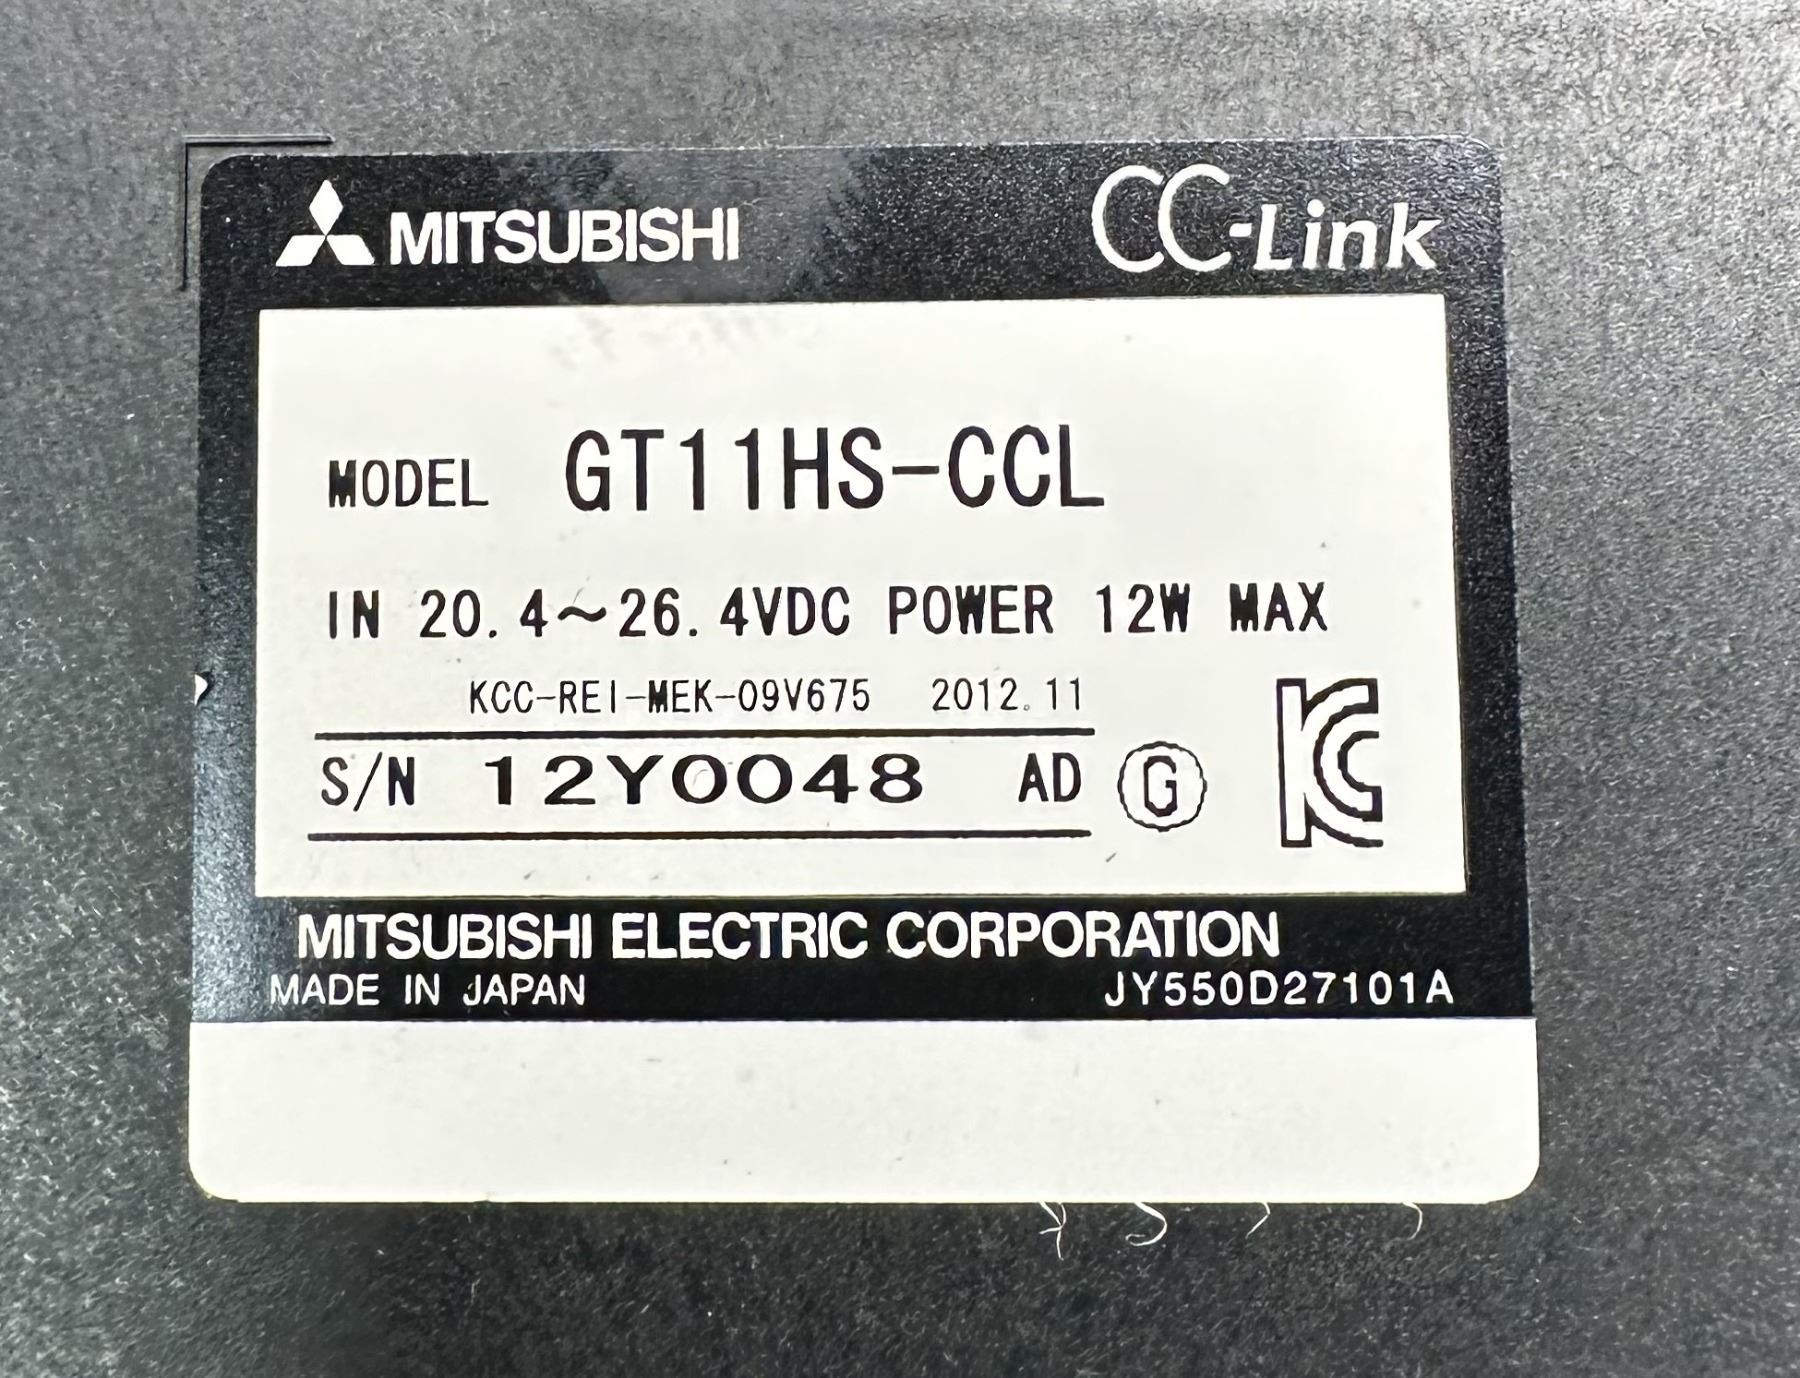 MITSUBISHI CC-Link
MODEL GT11HS-CCL
IN 20.4~26.4VDC POWER 12W MAX
KCC-REI-MEK-09V675 2012.11
S/N 12Y0048 AD G KC
MITSUBISHI ELECTRIC CORPORATION
MADE IN JAPAN JY550D27101A